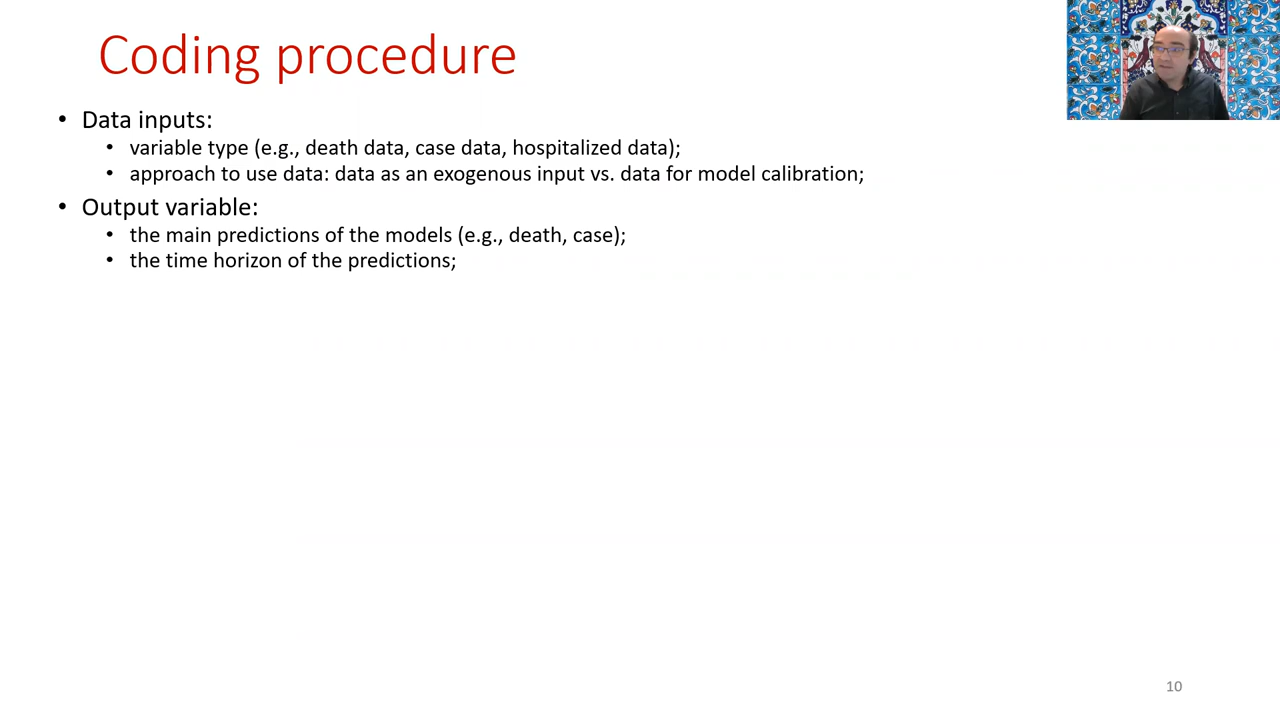 Coding procedure
• Data inputs:
• variable type (e.g., death data, case data, hospitalized data);
• approach to use data: data as an exogenous input vs. data for model calibration;
• Output variable:
• the main predictions of the models (e.g., death, case);
• the time horizon of the predictions;
10